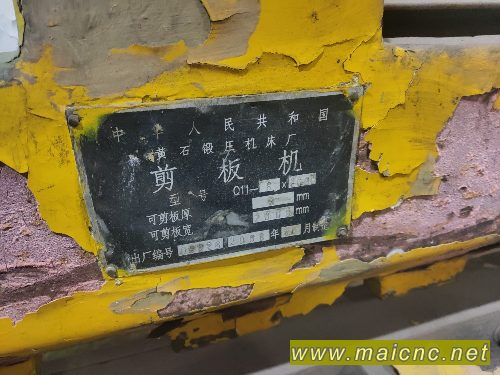 中华人民共和国
黄石锻压机床厂
剪板机
型号 Q11-
可剪板厚 mm
可剪板宽 mm
出厂编号 年 月制造
www.maicnc.net